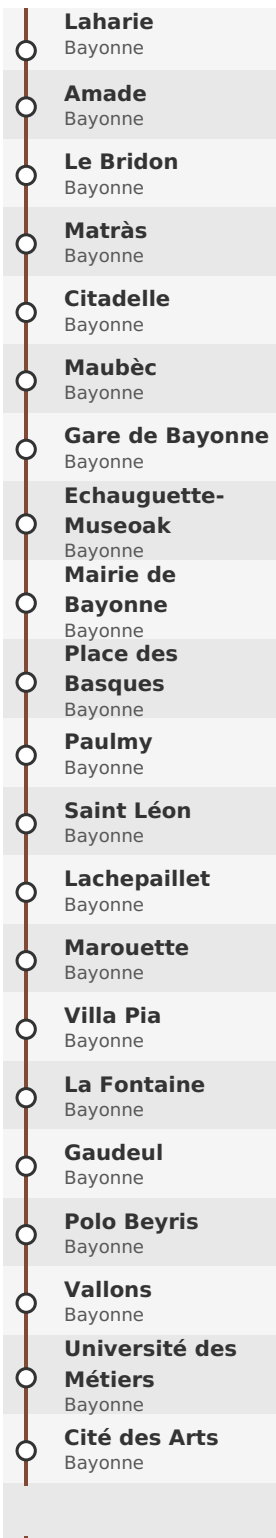 Laharie
Bayonne
Amade
Bayonne
Le Bridon
Bayonne
Matràs
Bayonne
Citadelle
Bayonne
Maubèc
Bayonne
Gare de Bayonne
Bayonne
Echauguette-
Museoak
Bayonne
Mairie de
Bayonne
Bayonne
Place des
Basques
Bayonne
Paulmy
Bayonne
Saint Léon
Bayonne
Lachepaillet
Bayonne
Marouette
Bayonne
Villa Pia
Bayonne
La Fontaine
Bayonne
Gaudeul
Bayonne
Polo Beyris
Bayonne
Vallons
Bayonne
Université des
Métiers
Bayonne
Cité des Arts
Bayonne